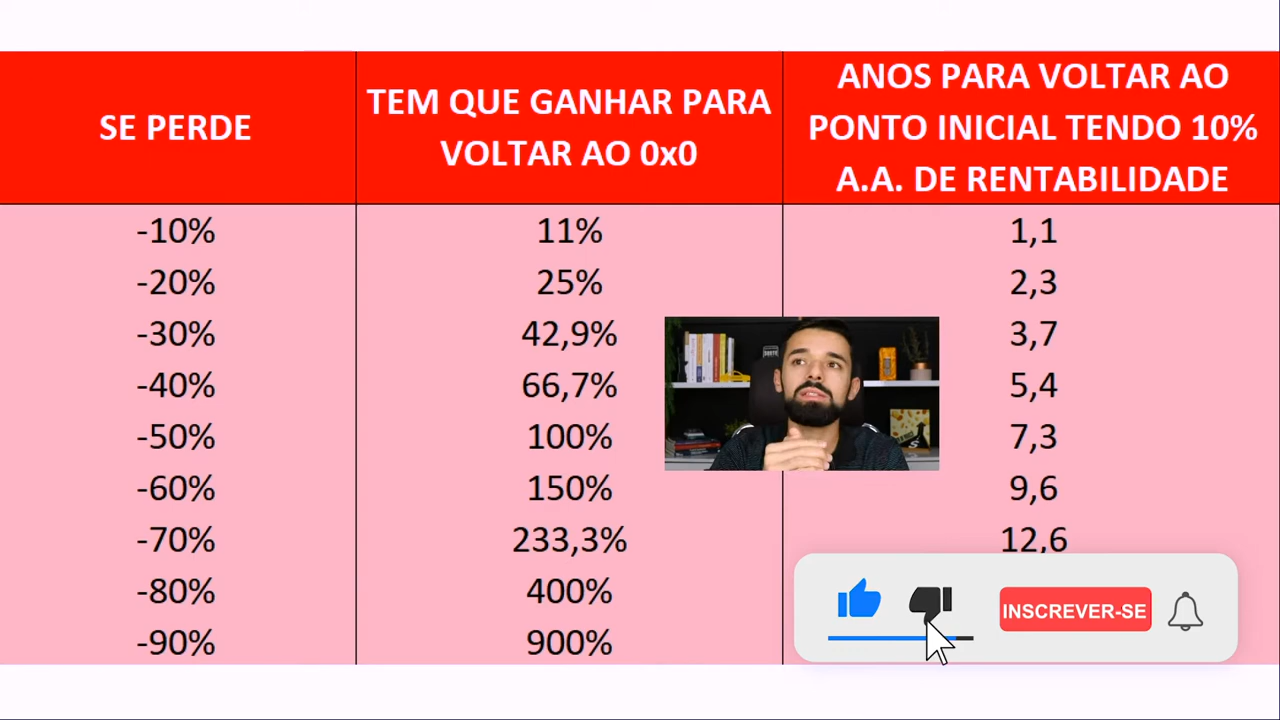 SE PERDE
TEM QUE GANHAR PARA
VOLTAR AO 0x0
ANOS PARA VOLTAR AO
PONTO INICIAL TENDO 10%
A.A. DE RENTABILIDADE
-10% 11% 1,1
-20% 25% 2,3
-30% 42,9% 3,7
-40% 66,7% 5,4
-50% 100% 7,3
-60% 150% 9,6
-70% 233,3% 12,6
-80% 400%
-90% 900%
INSCREVER-SE